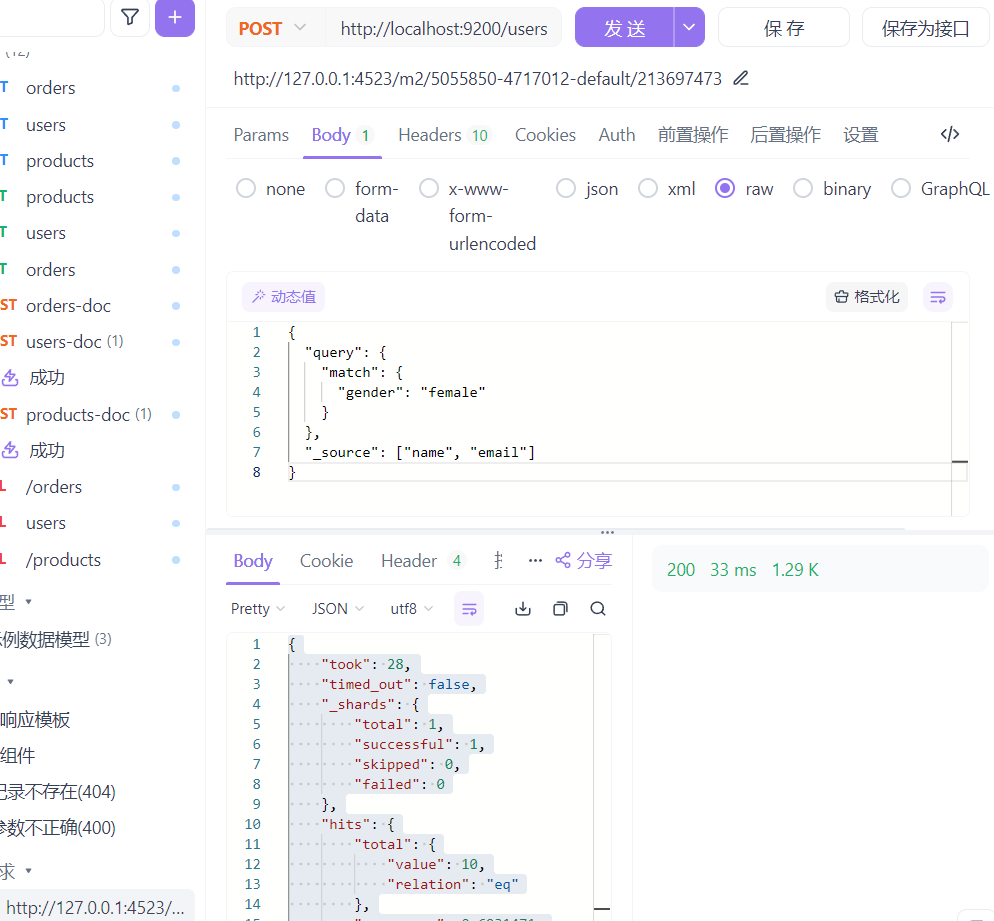 (12)
T orders
T users
T products
T products
T users
T orders
ST orders-doc
ST users-doc (1)
成功
ST products-doc (1)
成功
L /orders
L users
L /products
型
示例数据模型 (3)
响应模板
组件
记录不存在(404)
参数不正确(400)
求
http://127.0.0.1:4523/...
POST http://localhost:9200/users 发 送 保 存 保存为接口
http://127.0.0.1:4523/m2/5055850-4717012-default/213697473
Params Body 1 Headers 10 Cookies Auth 前置操作 后置操作 设置
none form-data x-www-form-urlencoded json xml raw binary GraphQL
动态值 格式化
1 {
2 "query": {
3 "match": {
4 "gender": "female"
5 }
6 },
7 "_source": ["name", "email"]
8 }
Body Cookie Header 4 ··· 分享
200 33 ms 1.29 K
Pretty JSON utf8
1 {
2 "took": 28,
3 "timed_out": false,
4 "_shards": {
5 "total": 1,
6 "successful": 1,
7 "skipped": 0,
8 "failed": 0
9 },
10 "hits": {
11 "total": {
12 "value": 10,
13 "relation": "eq"
14 },